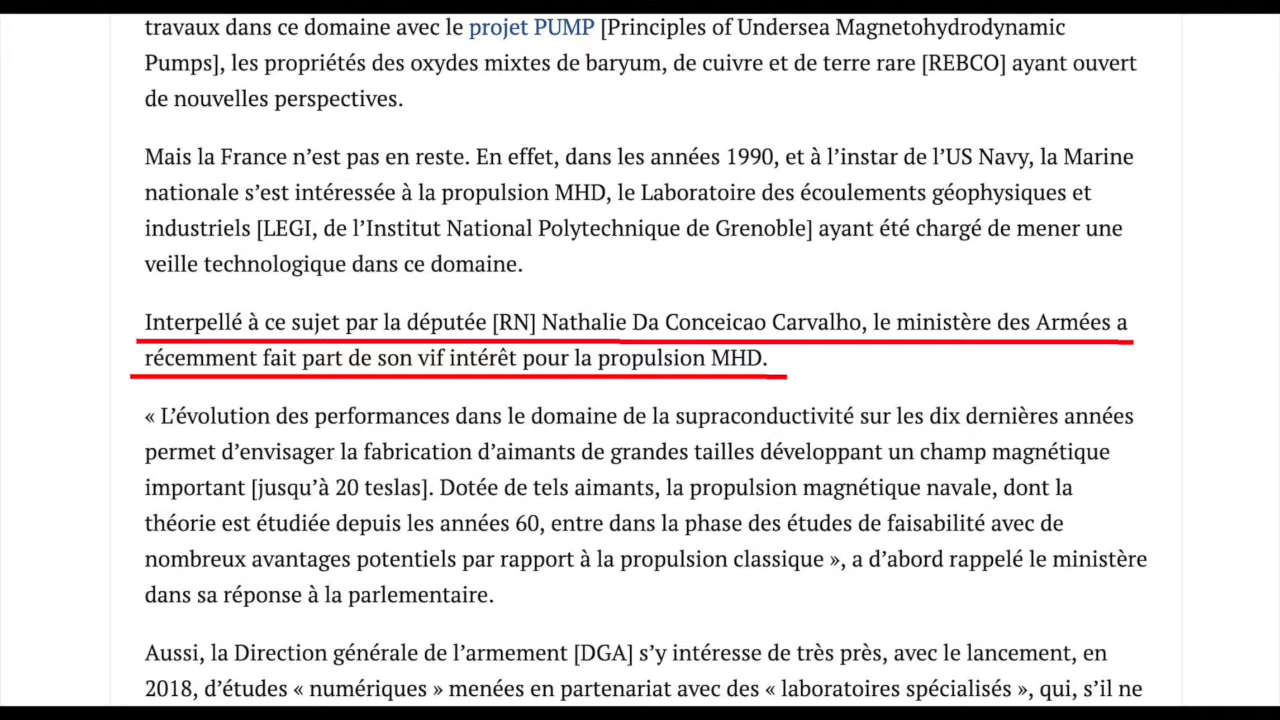 travaux dans ce domaine avec le projet PUMP [Principles of Undersea Magnetohydrodynamic
Pumps], les propriétés des oxydes mixtes de baryum, de cuivre et de terre rare [REBCO] ayant ouvert
de nouvelles perspectives.
Mais la France n’est pas en reste. En effet, dans les années 1990, et à l’instar de l’US Navy, la Marine
nationale s’est intéressée à la propulsion MHD, le Laboratoire des écoulements géophysiques et
industriels [LEGI, de l’Institut National Polytechnique de Grenoble] ayant été chargé de mener une
veille technologique dans ce domaine.
Interpellé à ce sujet par la députée [RN] Nathalie Da Conceicao Carvalho, le ministère des Armées a
récemment fait part de son vif intérêt pour la propulsion MHD.
« L’évolution des performances dans le domaine de la supraconductivité sur les dix dernières années
permet d’envisager la fabrication d’aimants de grandes tailles développant un champ magnétique
important [jusqu’à 20 teslas]. Dotée de tels aimants, la propulsion magnétique navale, dont la
théorie est étudiée depuis les années 60, entre dans la phase des études de faisabilité avec de
nombreux avantages potentiels par rapport à la propulsion classique », a d’abord rappelé le ministère
dans sa réponse à la parlementaire.
Aussi, la Direction générale de l’armement [DGA] s’y intéresse de très près, avec le lancement, en
2018, d’études « numériques » menées en partenariat avec des « laboratoires spécialisés », qui, s’il ne